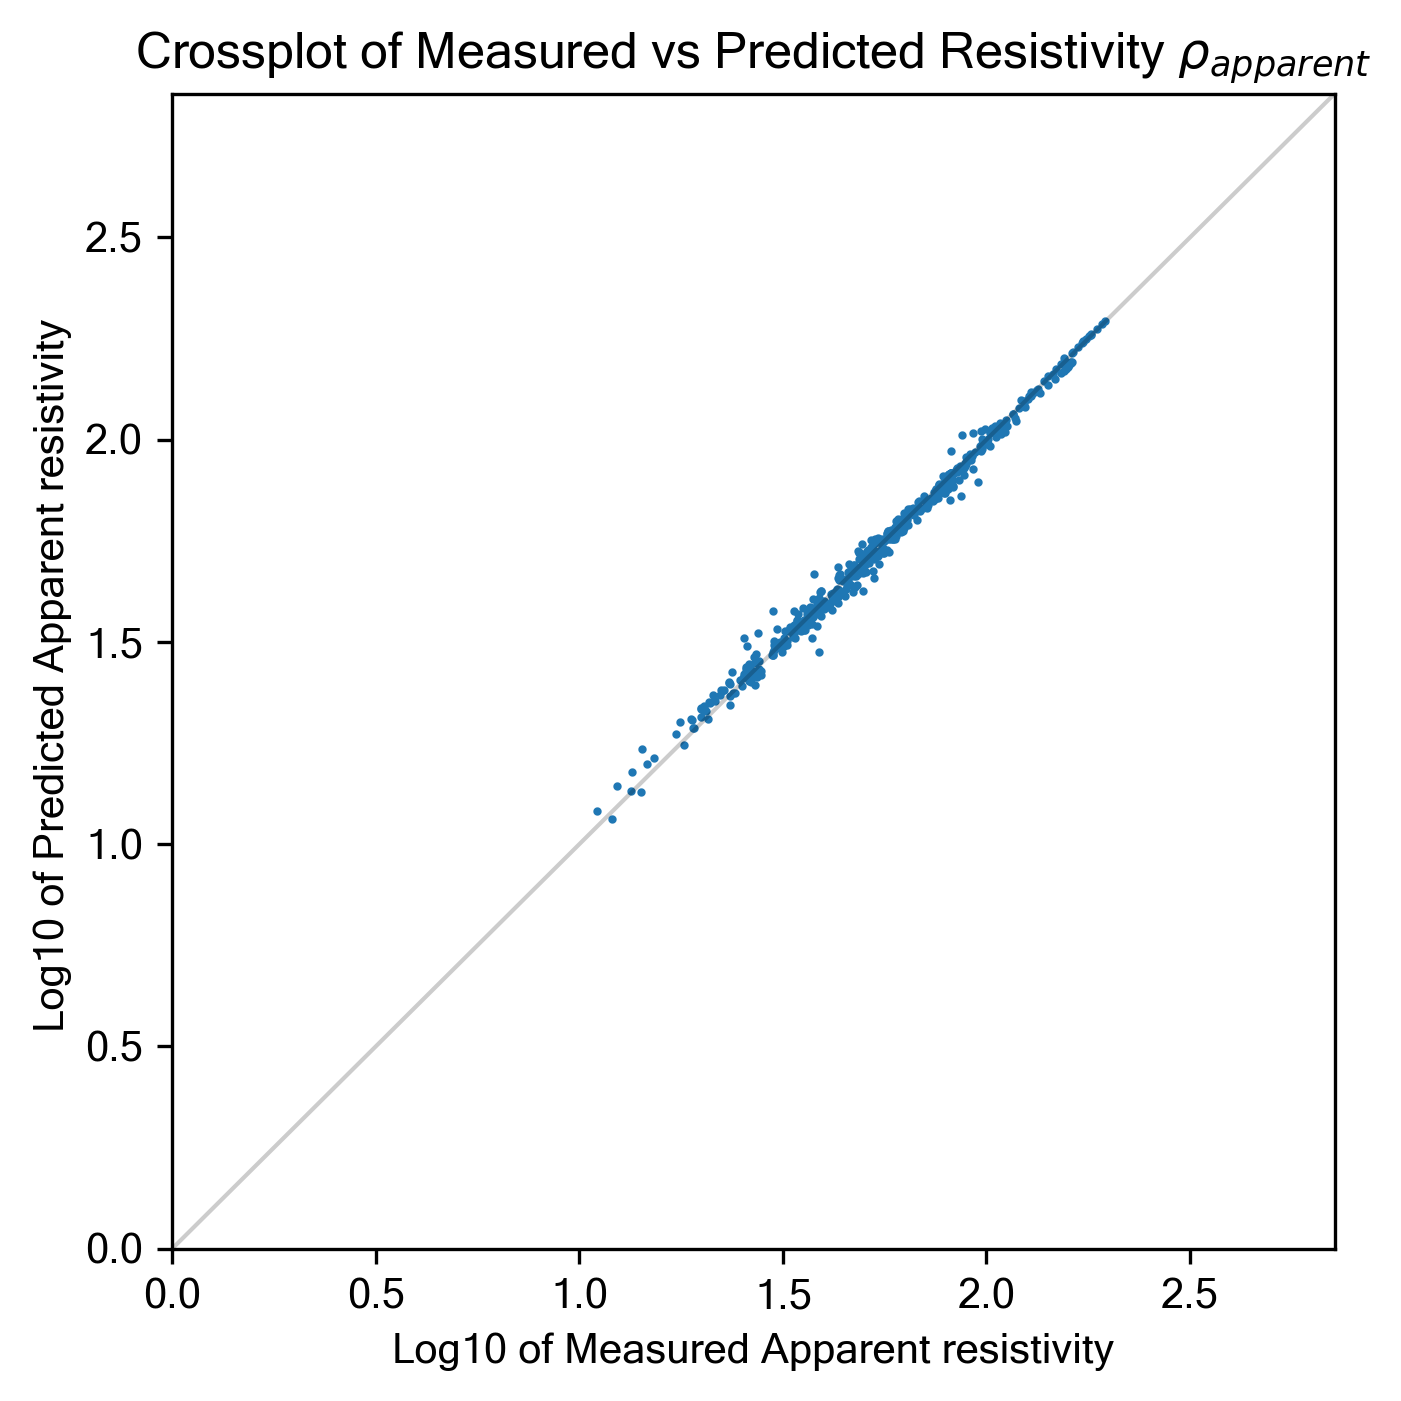 Crossplot of Measured vs Predicted Resistivity ρapparent
2.5
2.0
1.5
1.0
0.5
0.0
0.0 0.5 1.0 1.5 2.0 2.5
Log10 of Predicted Apparent resistivity
Log10 of Measured Apparent resistivity